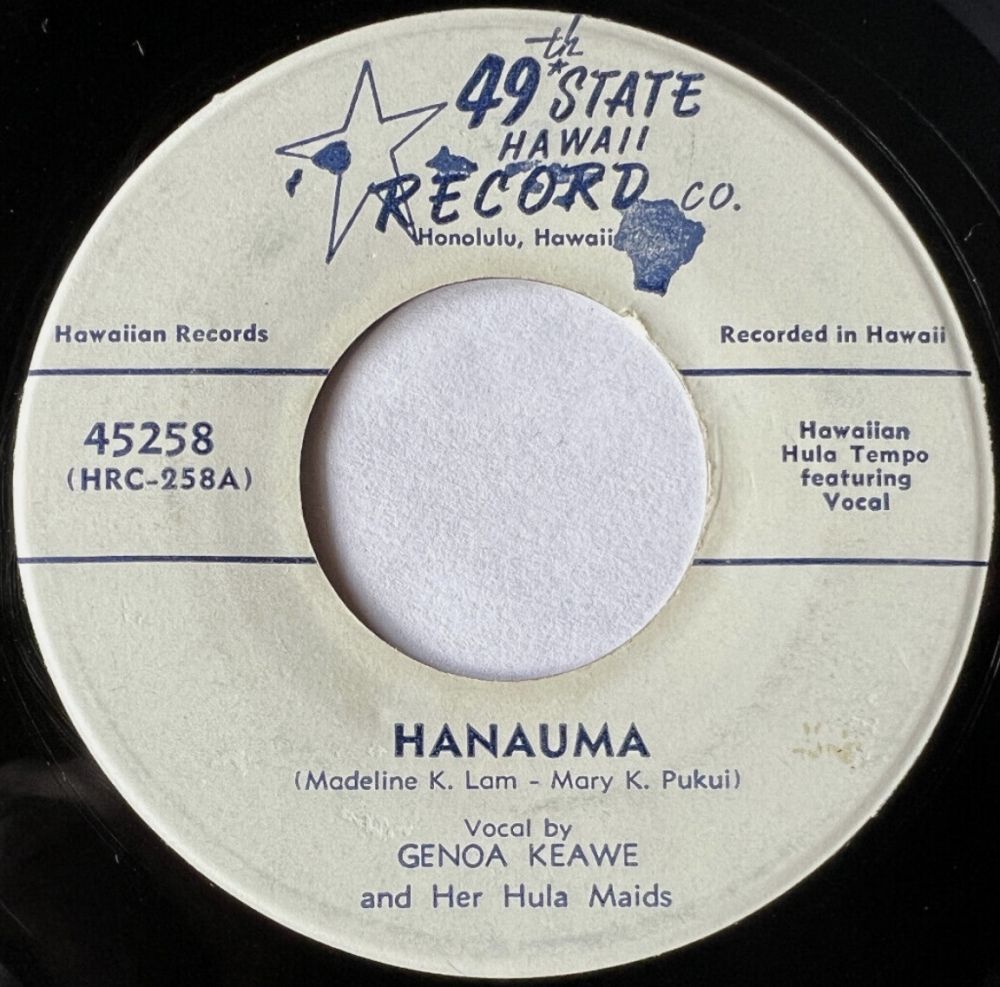 49th STATE
HAWAII
RECORD CO.
Honolulu, Hawaii
Hawaiian Records
Recorded in Hawaii
45258
(HRC-258A)
Hawaiian
Hula Tempo
featuring
Vocal
HANAUMA
(Madeline K. Lam - Mary K. Pukui)
Vocal by
GENOA KEAWE
and Her Hula Maids